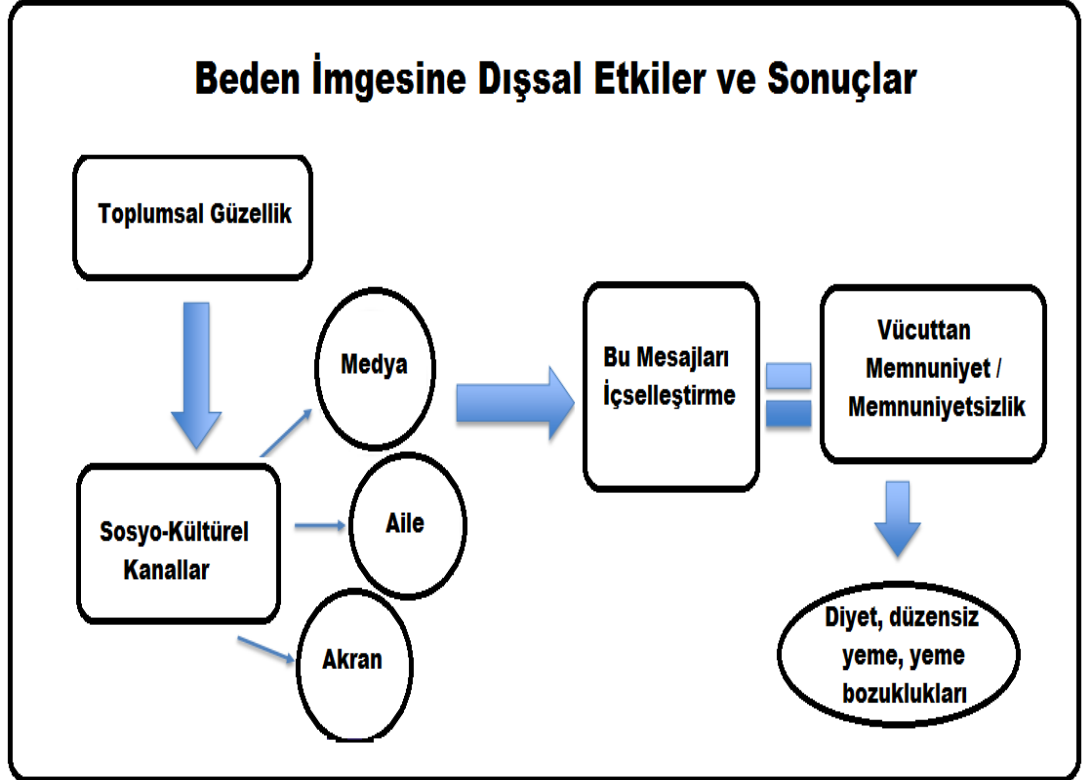 Beden İmgesine Dışsal Etkiler ve Sonuçlar
Toplumsal Güzellik
Sosyo-Kültürel
Kanallar
Medya
Aile
Akran
Bu Mesajları
İçselleştirme
Vücuttan
Memnuniyet /
Memnuniyetsizlik
Diyet, düzensiz
yeme, yeme
bozuklukları